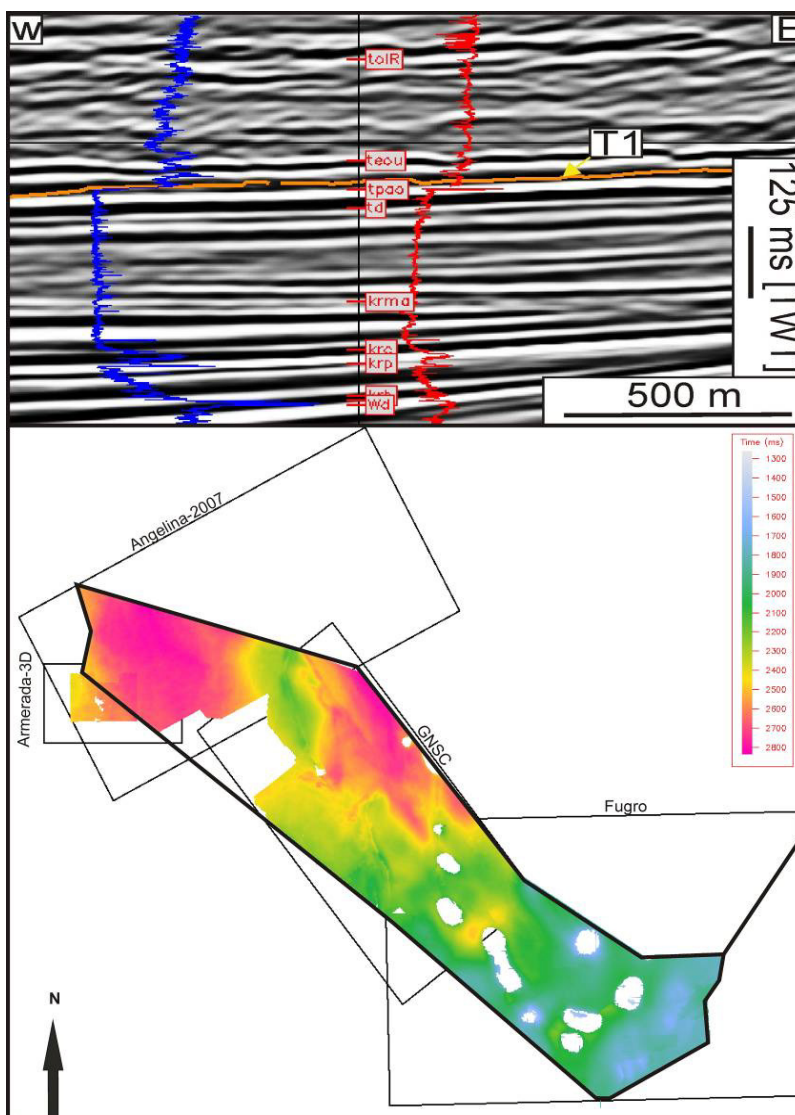 W
E
tolR
teou
T1
tpao
td
125 ms [TWT]
krma
krc
krp
Wd
500 m
Angelina-2007
Time (ms)
1300
1400
1500
1600
1700
1800
1900
2000
2100
2200
2300
2400
2500
2600
2700
2800
Armerada-3D
GNSC
Fugro
N